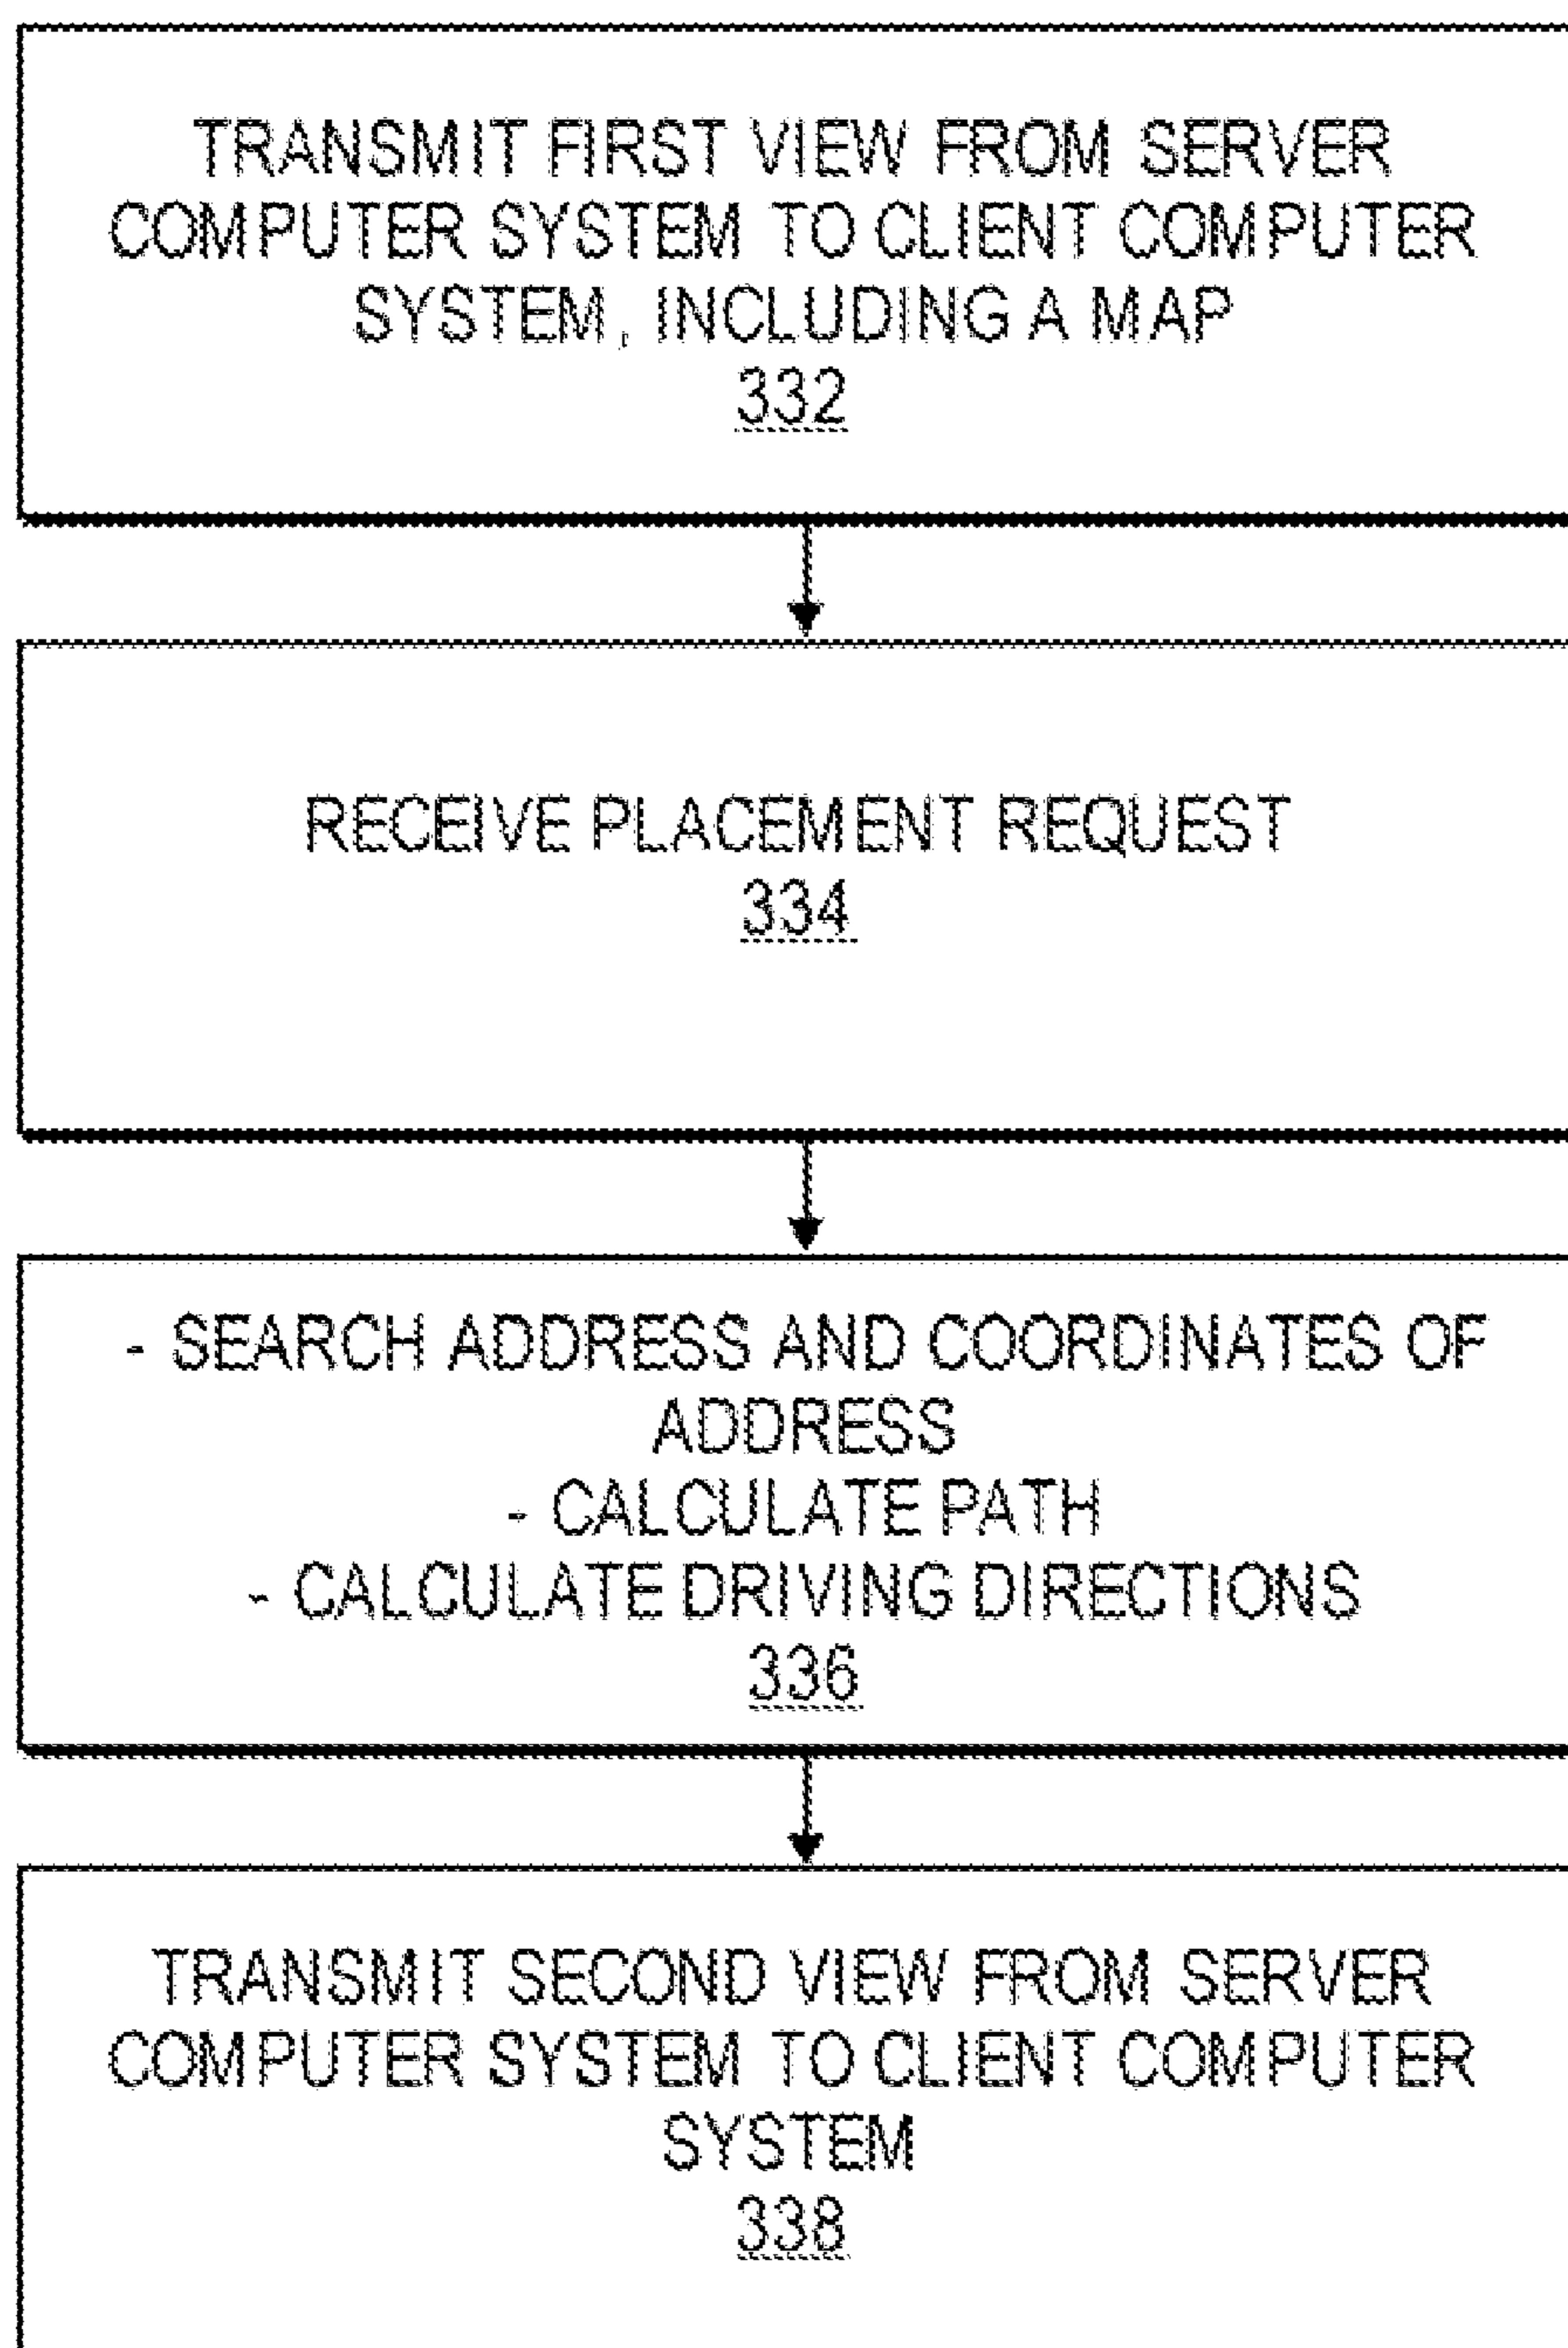 TRANSMIT FIRST VIEW FROM SERVER
COMPUTER SYSTEM TO CLIENT COMPUTER
SYSTEM, INCLUDING A MAP
332
RECEIVE PLACEMENT REQUEST
334
- SEARCH ADDRESS AND COORDINATES OF
ADDRESS
- CALCULATE PATH
- CALCULATE DRIVING DIRECTIONS
336
TRANSMIT SECOND VIEW FROM SERVER
COMPUTER SYSTEM TO CLIENT COMPUTER
SYSTEM
338